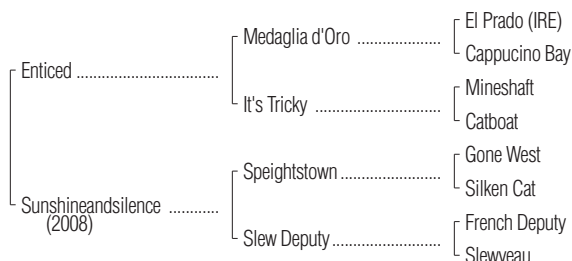 El Prado (IRE)
Medaglia d'Oro ....................
Cappucino Bay
Enticed ..................................
Mineshaft
It's Tricky ..............................
Catboat
Gone West
Speightstown ........................
Silken Cat
Sunshineandsilence ............
(2008)
French Deputy
Slew Deputy..........................
Slewveau